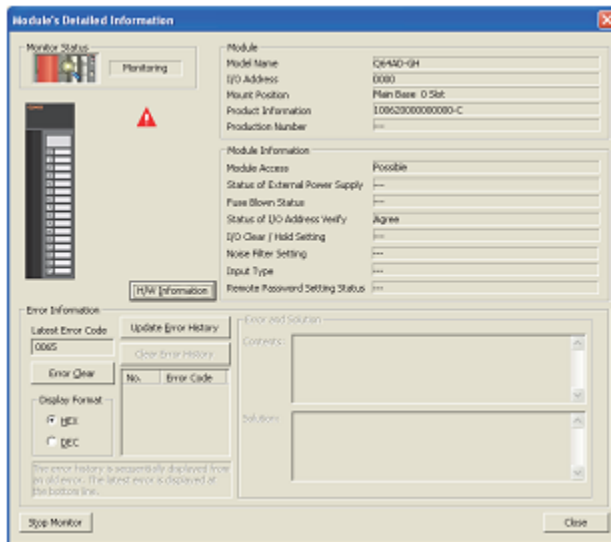 Module's Detailed Information
Monitor Status
Monitoring
Module
Model Name Q64AD-GH
I/O Address 0000
Mount Position Main Base 0 Slot
Product Information 100620000000000-C
Production Number ---
Module Information
Module Access Possible
Status of External Power Supply ---
Fuse Blown Status ---
Status of I/O Address Verify Agree
I/O Clear / Hold Setting ---
Noise Filter Setting ---
Input Type ---
Remote Password Setting Status ---
H/W Information
Error Information
Latest Error Code
0065
Error Clear
Display Format
HEX
DEC
Update Error History
Clear Error History
No. Error Code
The error history is sequentially displayed from
an old error. The latest error is displayed at
the bottom line.
Error and Solution
Contents:
Solution:
Stop Monitor
Close